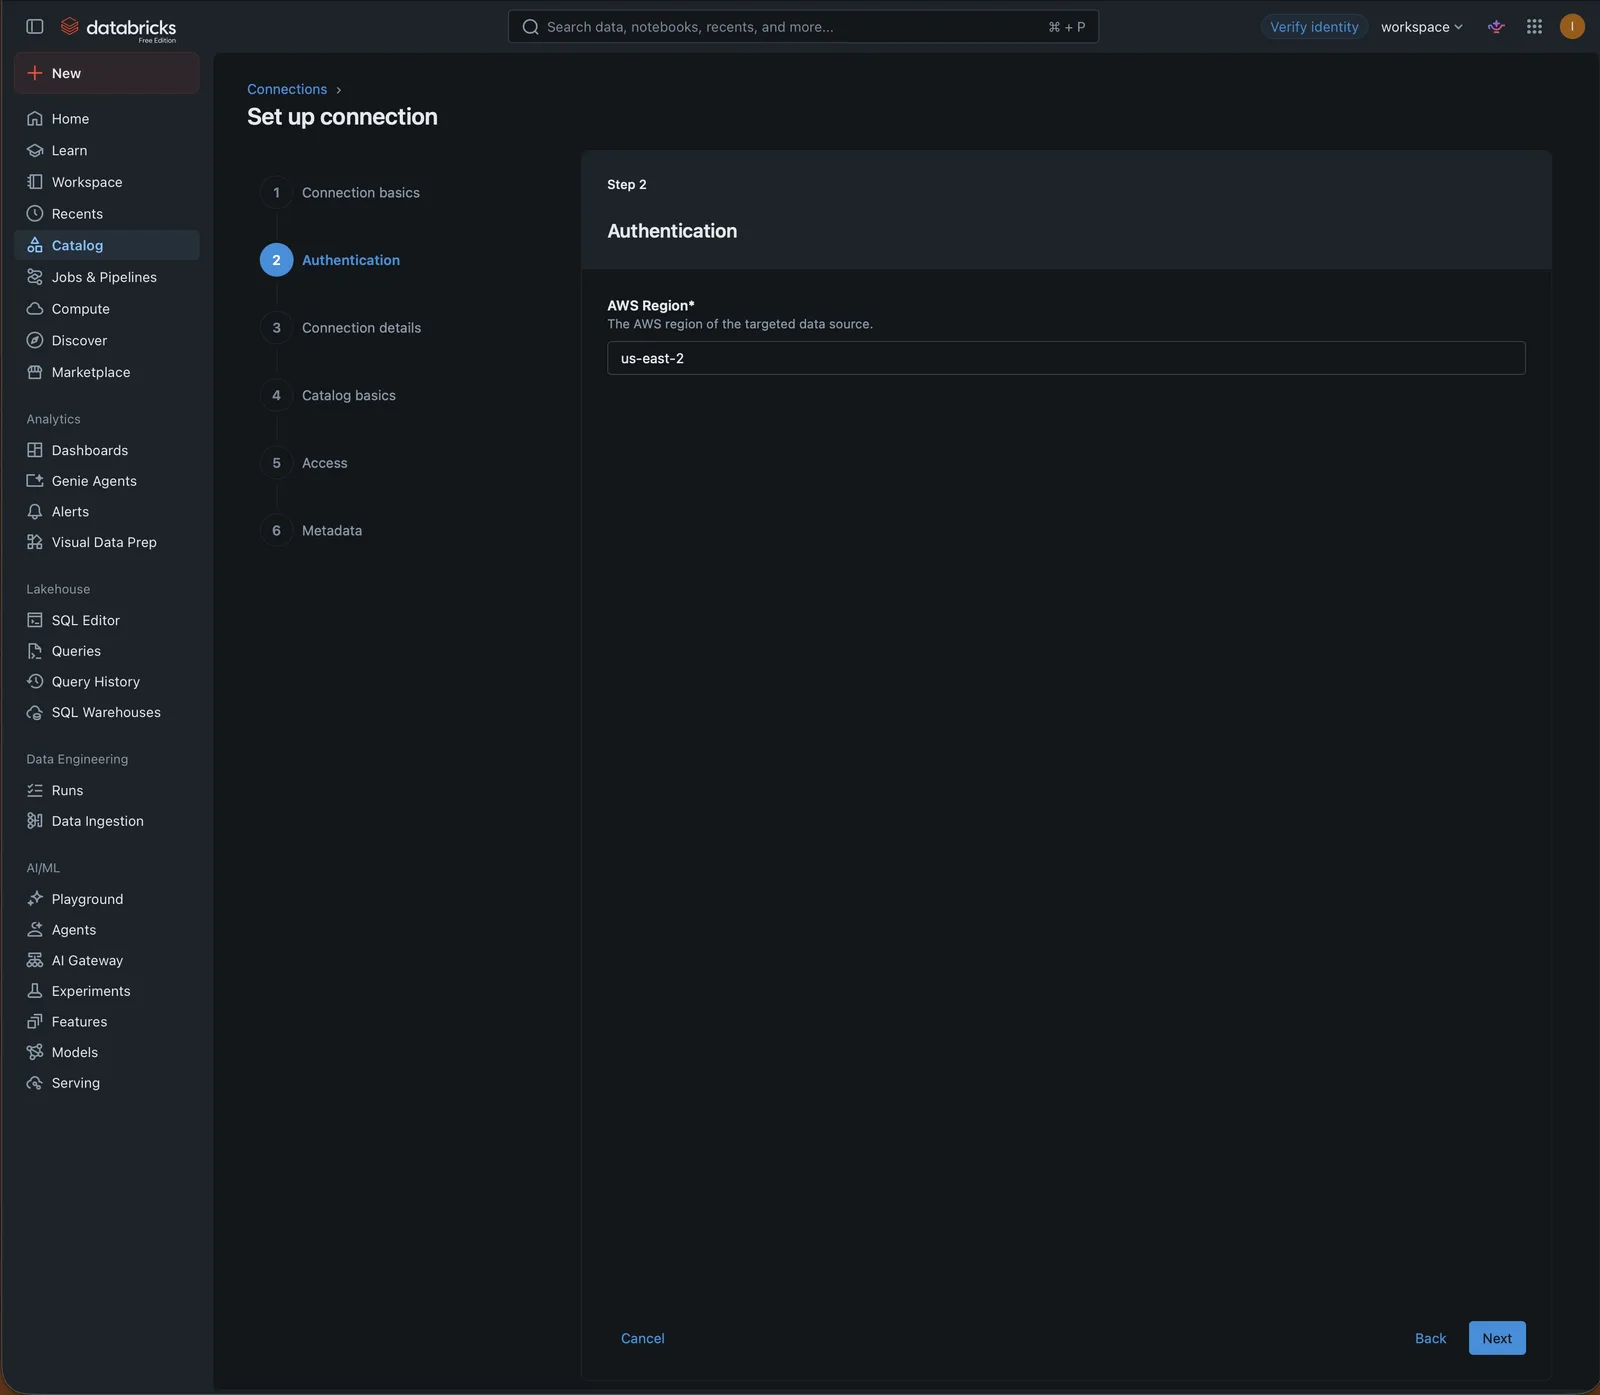 databricks
Free Edition
Search data, notebooks, recents, and more...
⌘ + P
Verify identity
workspace
I
New
Home
Learn
Workspace
Recents
Catalog
Jobs & Pipelines
Compute
Discover
Marketplace
Analytics
Dashboards
Genie Agents
Alerts
Visual Data Prep
Lakehouse
SQL Editor
Queries
Query History
SQL Warehouses
Data Engineering
Runs
Data Ingestion
AI/ML
Playground
Agents
AI Gateway
Experiments
Features
Models
Serving
Connections ›
Set up connection
1 Connection basics
2 Authentication
3 Connection details
4 Catalog basics
5 Access
6 Metadata
Step 2
Authentication
AWS Region*
The AWS region of the targeted data source.
us-east-2
Cancel
Back
Next